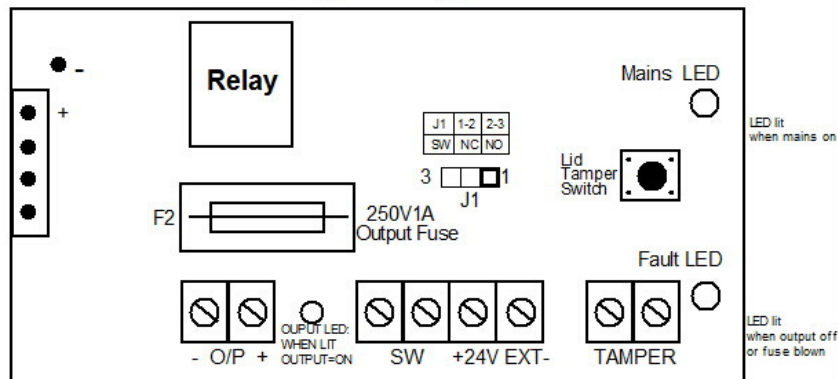 -
+
Relay
Mains LED
LED lit
when mains on
J1 1-2 2-3
SW NC NO
3 1
J1
Lid
Tamper
Switch
F2
250V1A
Output Fuse
Fault LED
LED lit
when output off
or fuse blown
OUPUT LED:
WHEN LIT
OUTPUT=ON
- O/P +
SW
+24V EXT-
TAMPER